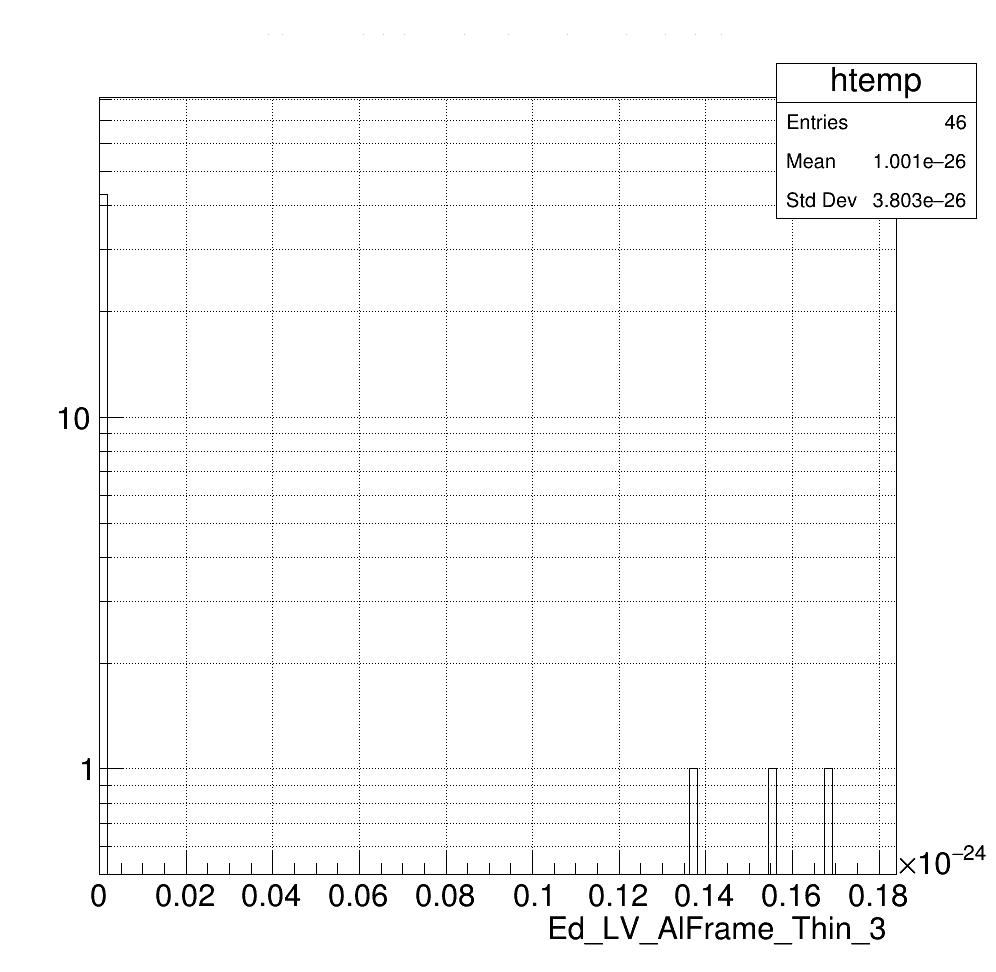 htemp
Entries 46
Mean 1.001e−26
Std Dev 3.803e−26
10
1
×10−24
0 0.02 0.04 0.06 0.08 0.1 0.12 0.14 0.16 0.18
Ed_LV_AlFrame_Thin_3